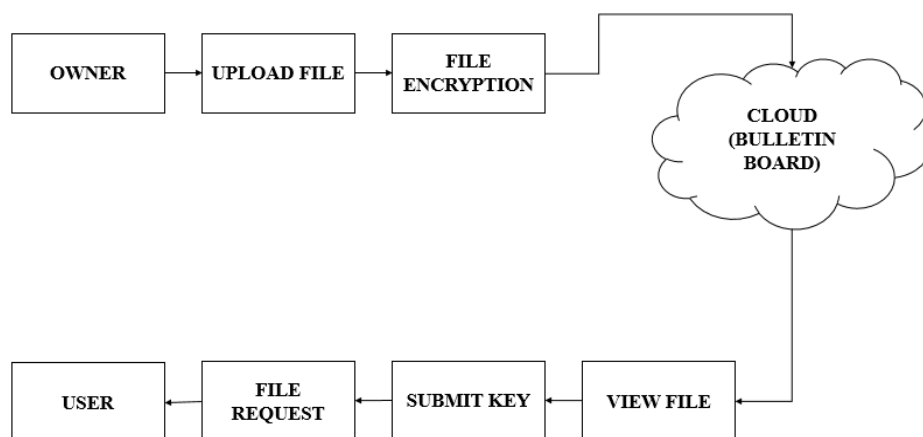 OWNER
UPLOAD FILE
FILE
ENCRYPTION
CLOUD
(BULLETIN
BOARD)
USER
FILE
REQUEST
SUBMIT KEY
VIEW FILE